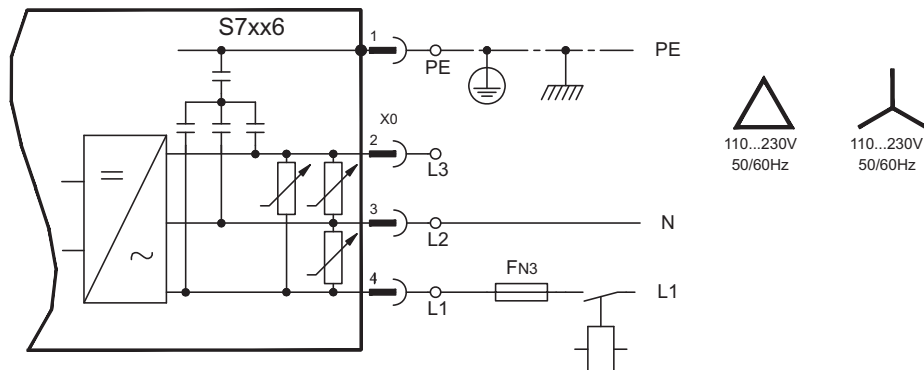 S7xx6
1
PE
PE
X0
2
L3
3
L2
N
4
L1
FN3
L1
110...230V
50/60Hz
110...230V
50/60Hz